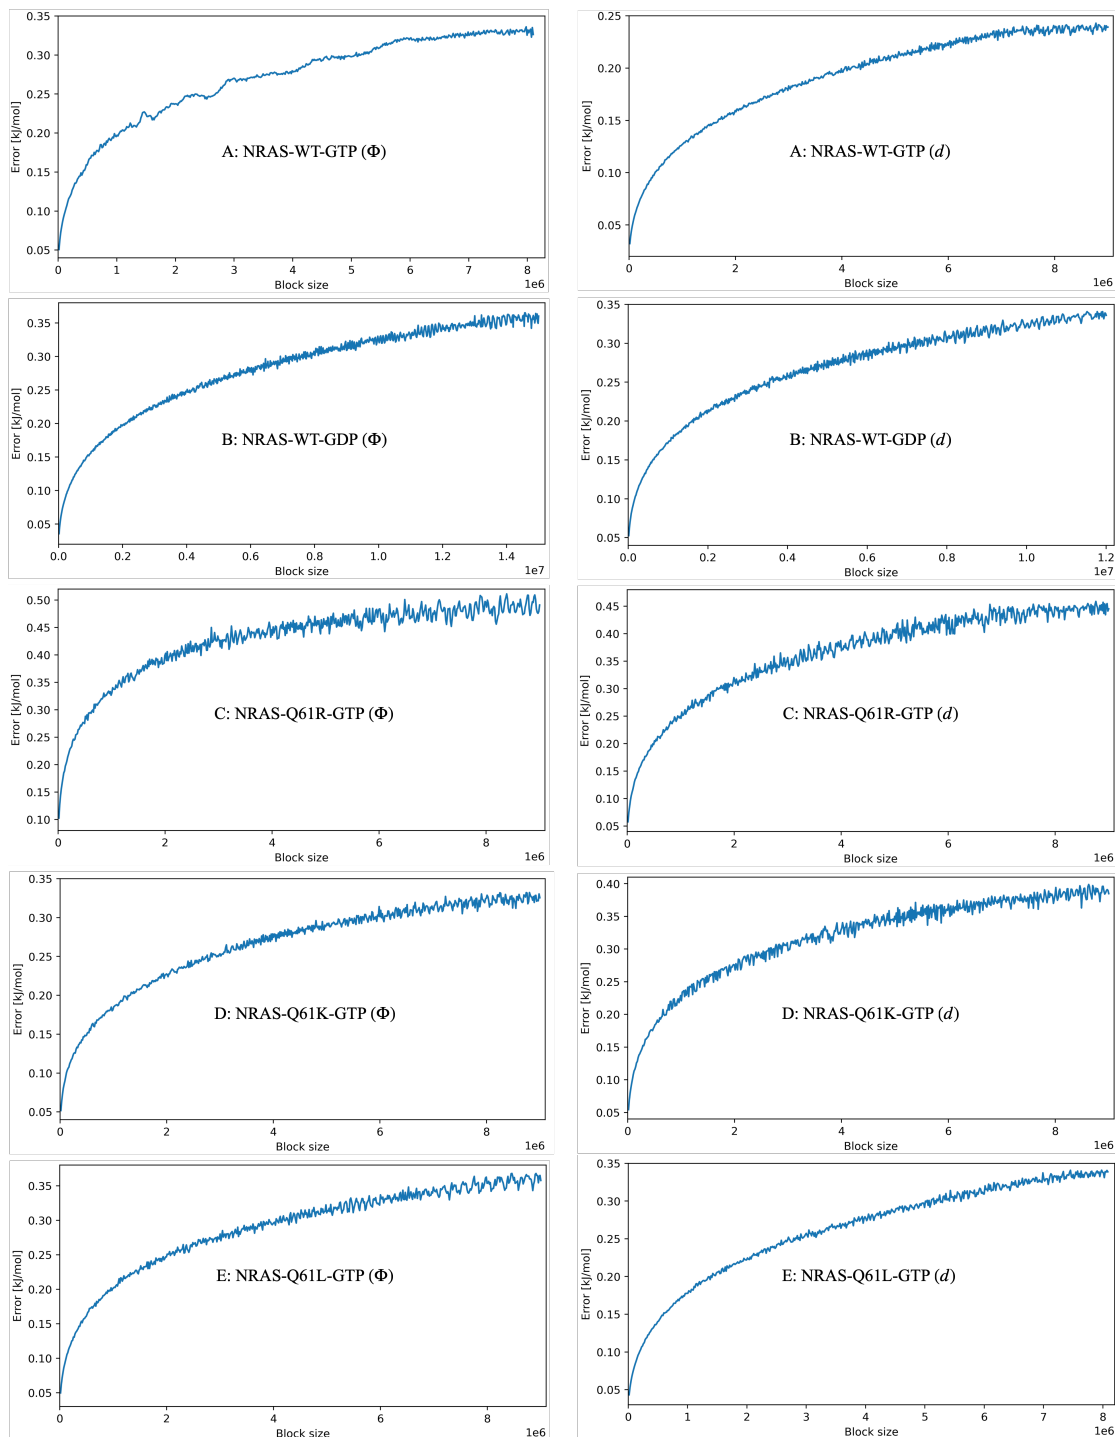 0.35
0.30
0.25
0.20
0.15
0.10
0.05
Error [kJ/mol]
A: NRAS-WT-GTP (Φ)
0 1 2 3 4 5 6 7 8
1e6
Block size
0.25
0.20
0.15
0.10
0.05
Error [kJ/mol]
A: NRAS-WT-GTP (d)
0 2 4 6 8
1e6
Block size
0.35
0.30
0.25
0.20
0.15
0.10
0.05
Error [kJ/mol]
B: NRAS-WT-GDP (Φ)
0.0 0.2 0.4 0.6 0.8 1.0 1.2 1.4
1e7
Block size
0.35
0.30
0.25
0.20
0.15
0.10
0.05
Error [kJ/mol]
B: NRAS-WT-GDP (d)
0.0 0.2 0.4 0.6 0.8 1.0 1.2
1e7
Block size
0.50
0.45
0.40
0.35
0.30
0.25
0.20
0.15
0.10
Error [kJ/mol]
C: NRAS-Q61R-GTP (Φ)
0 2 4 6 8
1e6
Block size
0.45
0.40
0.35
0.30
0.25
0.20
0.15
0.10
0.05
Error [kJ/mol]
C: NRAS-Q61R-GTP (d)
0 2 4 6 8
1e6
Block size
0.35
0.30
0.25
0.20
0.15
0.10
0.05
Error [kJ/mol]
D: NRAS-Q61K-GTP (Φ)
0 2 4 6 8
1e6
Block size
0.40
0.35
0.30
0.25
0.20
0.15
0.10
0.05
Error [kJ/mol]
D: NRAS-Q61K-GTP (d)
0 2 4 6 8
1e6
Block size
0.35
0.30
0.25
0.20
0.15
0.10
0.05
Error [kJ/mol]
E: NRAS-Q61L-GTP (Φ)
0 2 4 6 8
1e6
Block size
0.35
0.30
0.25
0.20
0.15
0.10
0.05
Error [kJ/mol]
E: NRAS-Q61L-GTP (d)
0 1 2 3 4 5 6 7 8
1e6
Block size